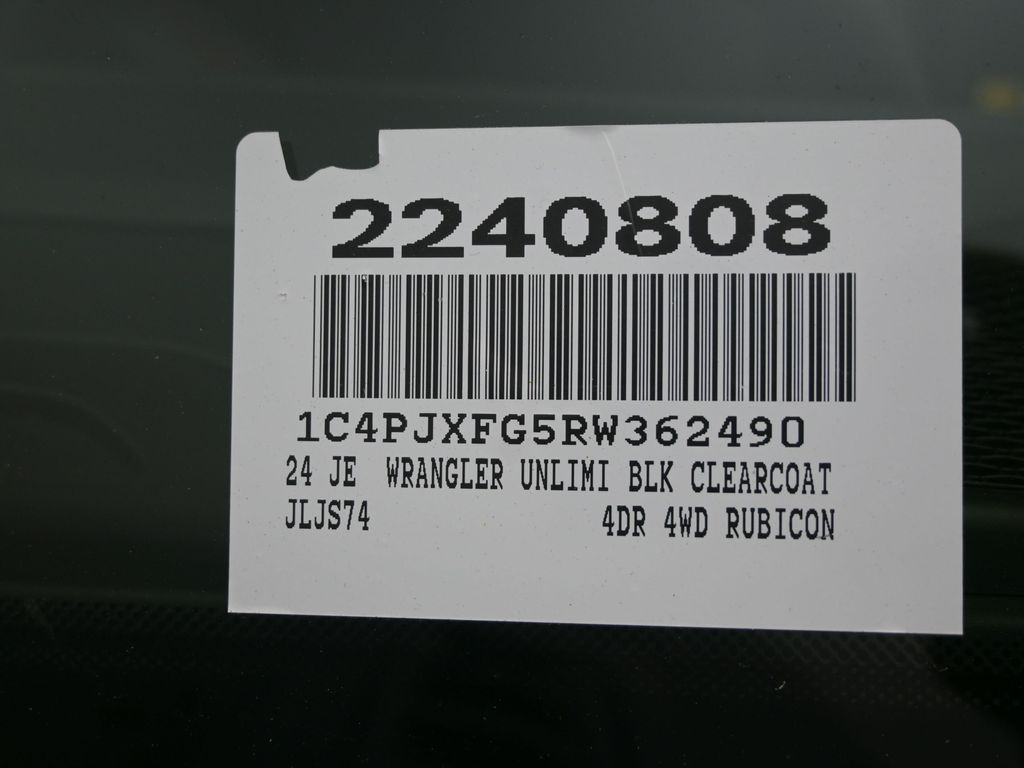 2240808
1C4PJXFG5RW362490
24 JE WRANGLER UNLIMI BLK CLEARCOAT
JLJS74 4DR 4WD RUBICON